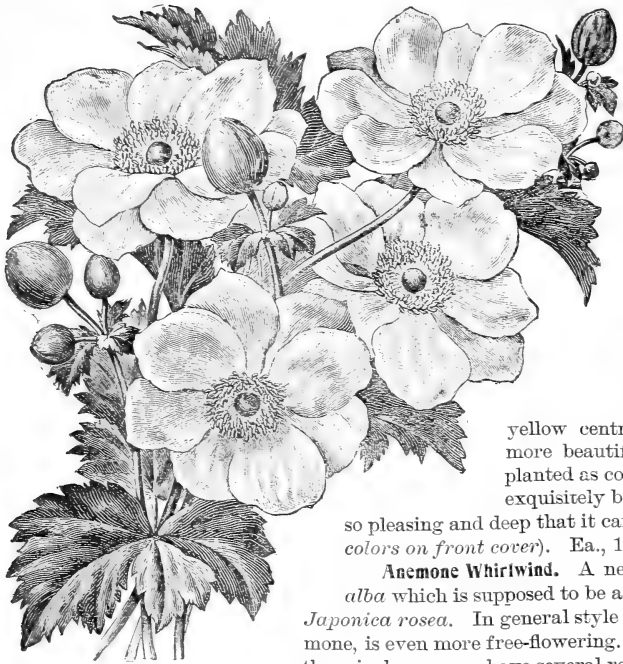 yellow centr
more beautin
planted as co
exquisitely b
so pleasing and deep that it car
colors on front cover). Ea., 1
Anemone Whirlwind. A ne
alba which is supposed to be a
Japonica rosea. In general style
mone, is even more free-flowering.